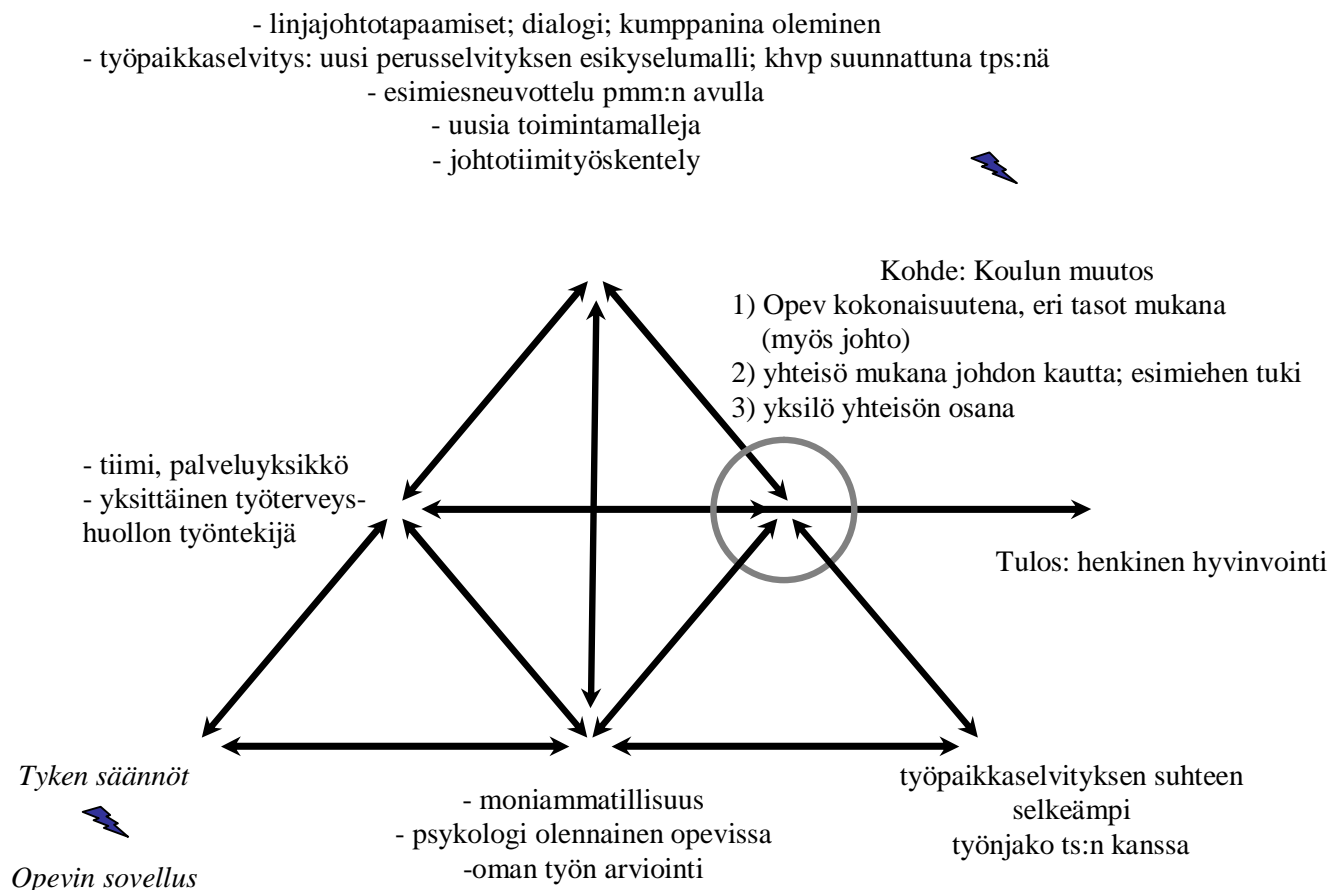 - linjajohtotapaamiset; dialogi; kumppanina oleminen
- työpaikkaselvitys: uusi perusselvityksen esikyselumalli; khvp suunnattuna tps:nä
- esimiesneuvottelu pmm:n avulla
- uusia toimintamalleja
- johtotiimityöskentely
Kohde: Koulun muutos
1) Opev kokonaisuutena, eri tasot mukana
(myös johto)
2) yhteisö mukana johdon kautta; esimiehen tuki
3) yksilö yhteisön osana
- tiimi, palveluyksikkö
- yksittäinen työterveys-
huollon työntekijä
Tulos: henkinen hyvinvointi
Tyken säännöt
Opevin sovellus
- moniammatillisuus
- psykologi olennainen opevissa
-oman työn arviointi
työpaikkaselvityksen suhteen
selkeämpi
työnjako ts:n kanssa